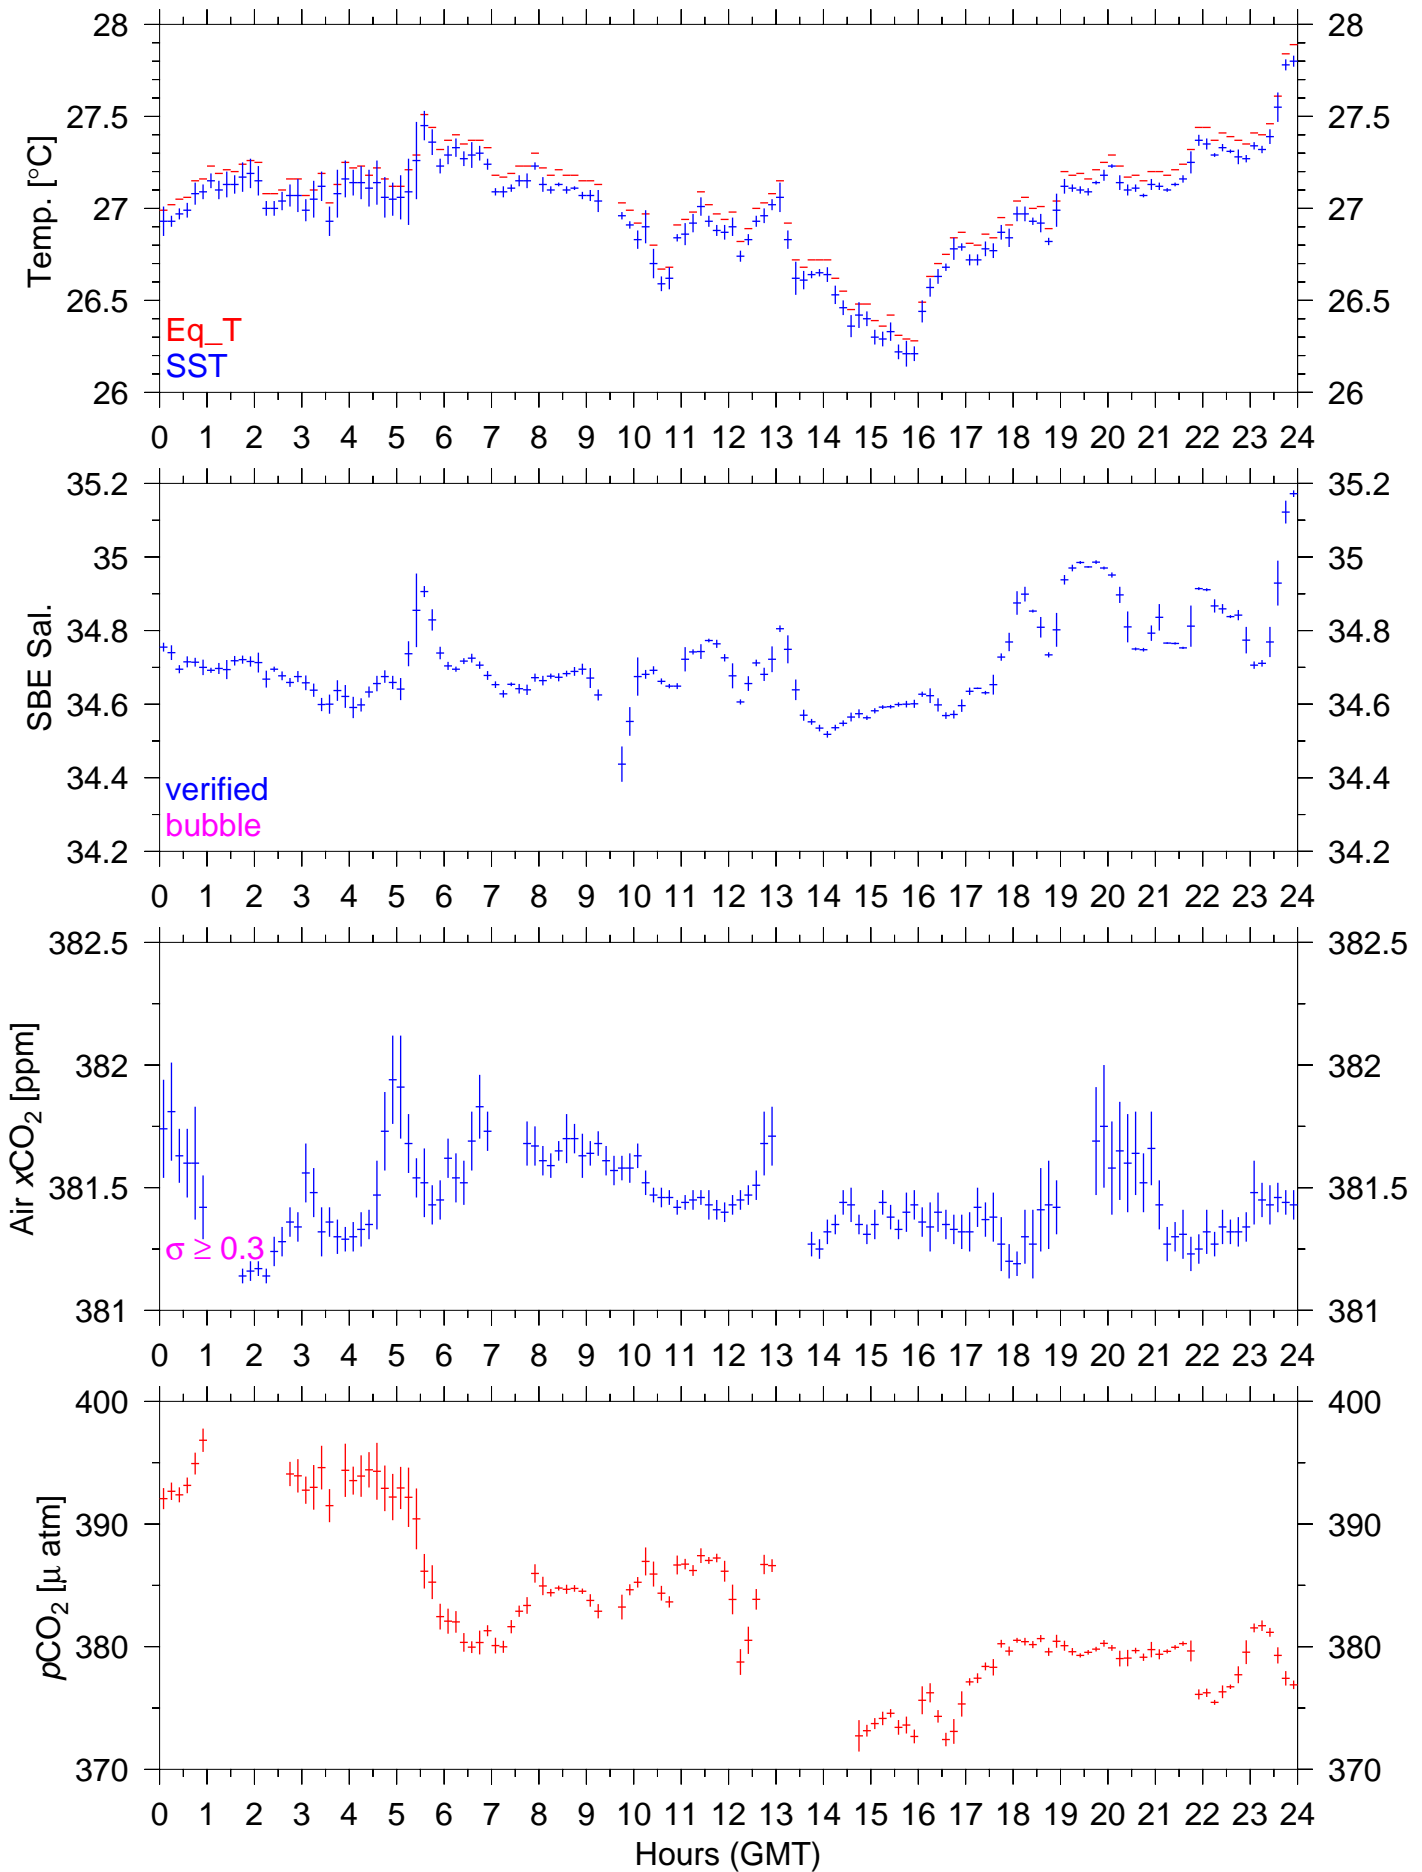 28 28
27.5 27.5
27 27
26.5 26.5
26 26
Temp. [°C]
Eq_T
SST
0 1 2 3 4 5 6 7 8 9 10 11 12 13 14 15 16 17 18 19 20 21 22 23 24
35.2 35.2
35 35
34.8 34.8
34.6 34.6
34.4 34.4
34.2 34.2
SBE Sal.
verified
bubble
0 1 2 3 4 5 6 7 8 9 10 11 12 13 14 15 16 17 18 19 20 21 22 23 24
382.5 382.5
382 382
381.5 381.5
381 381
Air xCO₂ [ppm]
σ ≥ 0.3
0 1 2 3 4 5 6 7 8 9 10 11 12 13 14 15 16 17 18 19 20 21 22 23 24
400 400
390 390
380 380
370 370
pCO₂ [μ atm]
0 1 2 3 4 5 6 7 8 9 10 11 12 13 14 15 16 17 18 19 20 21 22 23 24
Hours (GMT)